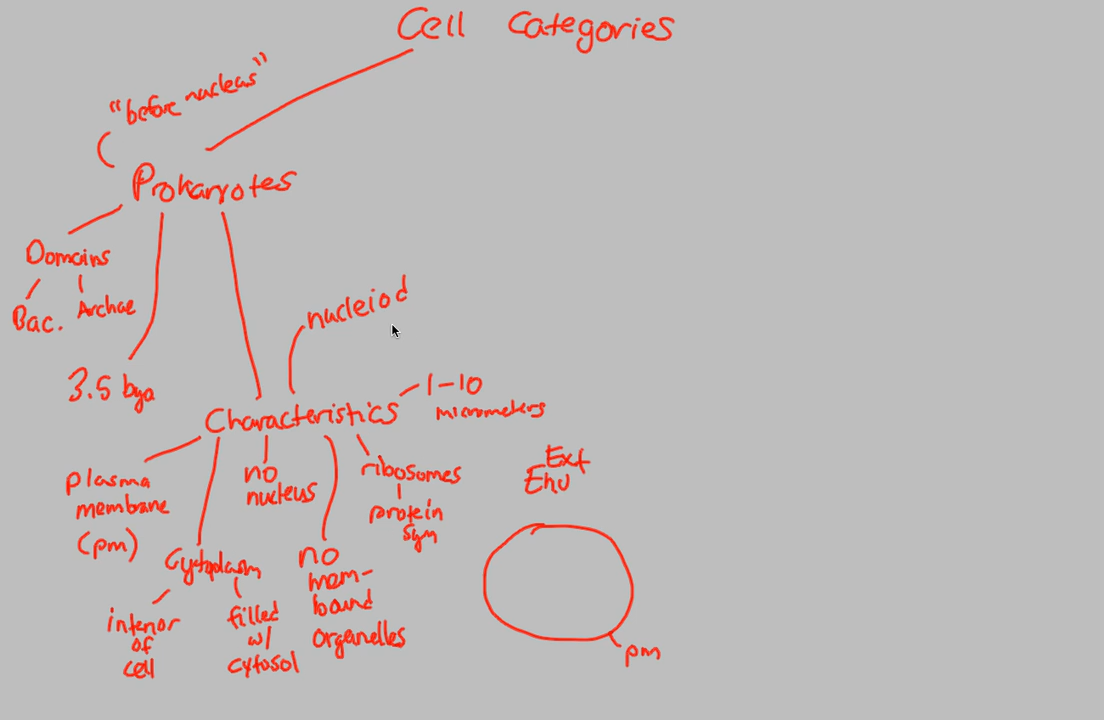 Cell Categories
"before nucleus"
Prokaryotes
Domains
Bac.
Archae
3.5 bya
nucleiod
Characteristics
1-10
micrometers
plasma
membrane
(pm)
Cytoplasm
interior
of
cell
filled
w/
cytosol
no
nucleus
no
mem-
bound
organelles
ribosomes
protein
syn
Ext
Env
pm